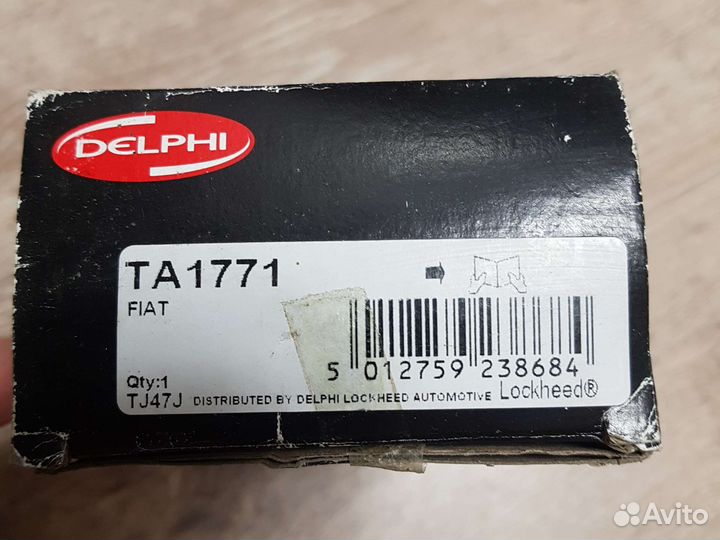 DELPHI
TA1771
FIAT
5 012759 238684
Qty:1
TJ47J DISTRIBUTED BY DELPHI LOCKHEED AUTOMOTIVE Lockheed®
Avito